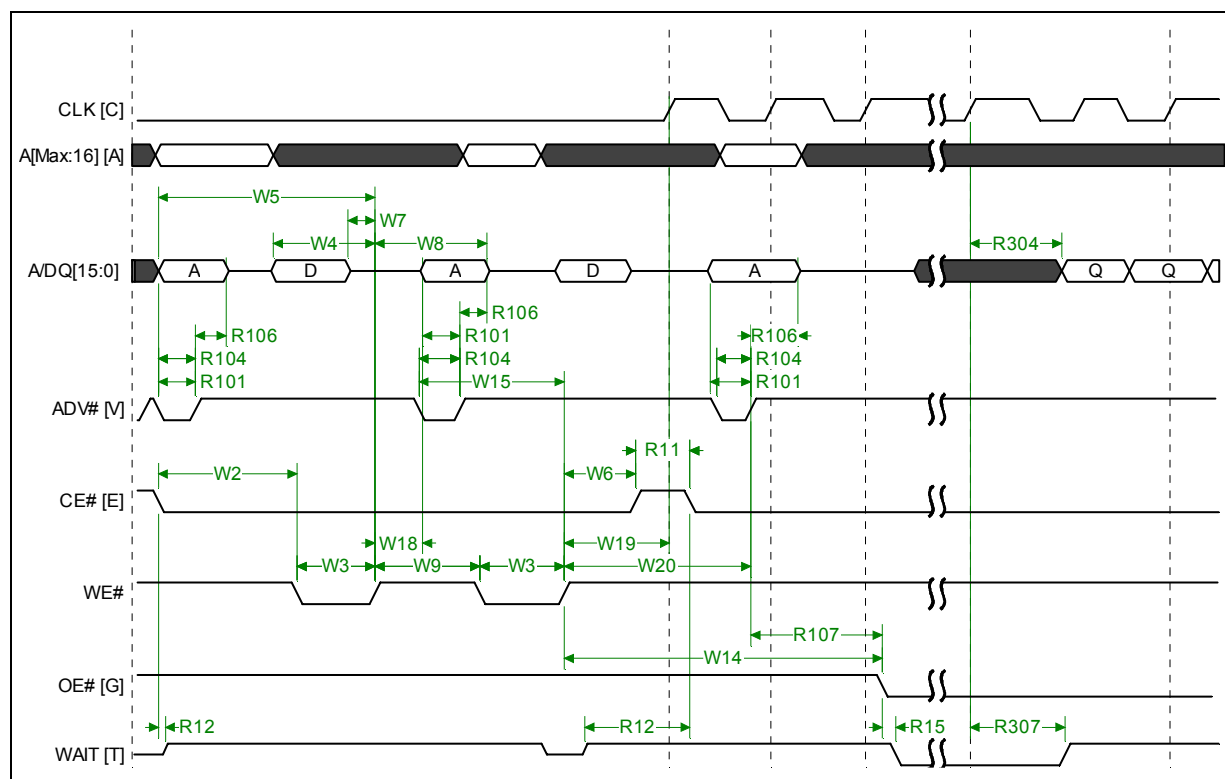 CLK [C]
A[Max:16] [A]
W5
W7
W4 W8 R304
A/DQ[15:0] A D A D A Q Q
R106
R106 R101 R106
R104 R104 R104
R101 W15 R101
ADV# [V]
R11
W2 W6
CE# [E]
W18 W19
W3 W9 W3 W20
WE#
R107
W14
OE# [G]
R12 R12 R15 R307
WAIT [T]